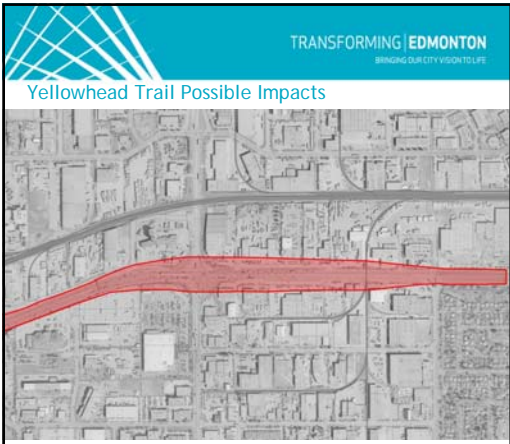 TRANSFORMING | EDMONTON
BRINGING OUR CITY VISION TO LIFE
Yellowhead Trail Possible Impacts